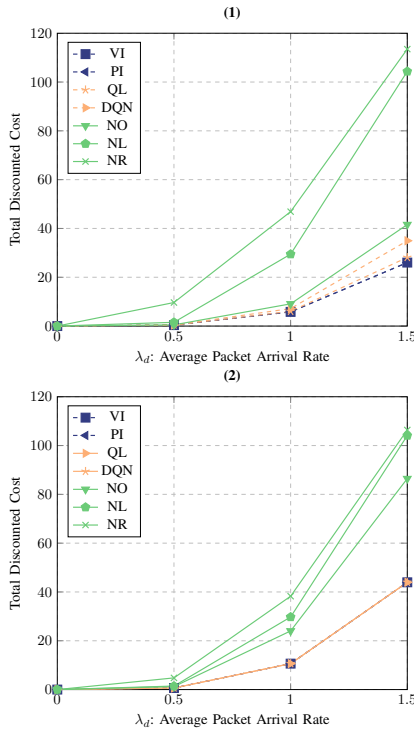 (1)
120
100
80
60
40
20
0
Total Discounted Cost
VI
PI
QL
DQN
NO
NL
NR
0
0.5
1
1.5
λd: Average Packet Arrival Rate
(2)
120
100
80
60
40
20
0
Total Discounted Cost
VI
PI
QL
DQN
NO
NL
NR
0
0.5
1
1.5
λd: Average Packet Arrival Rate